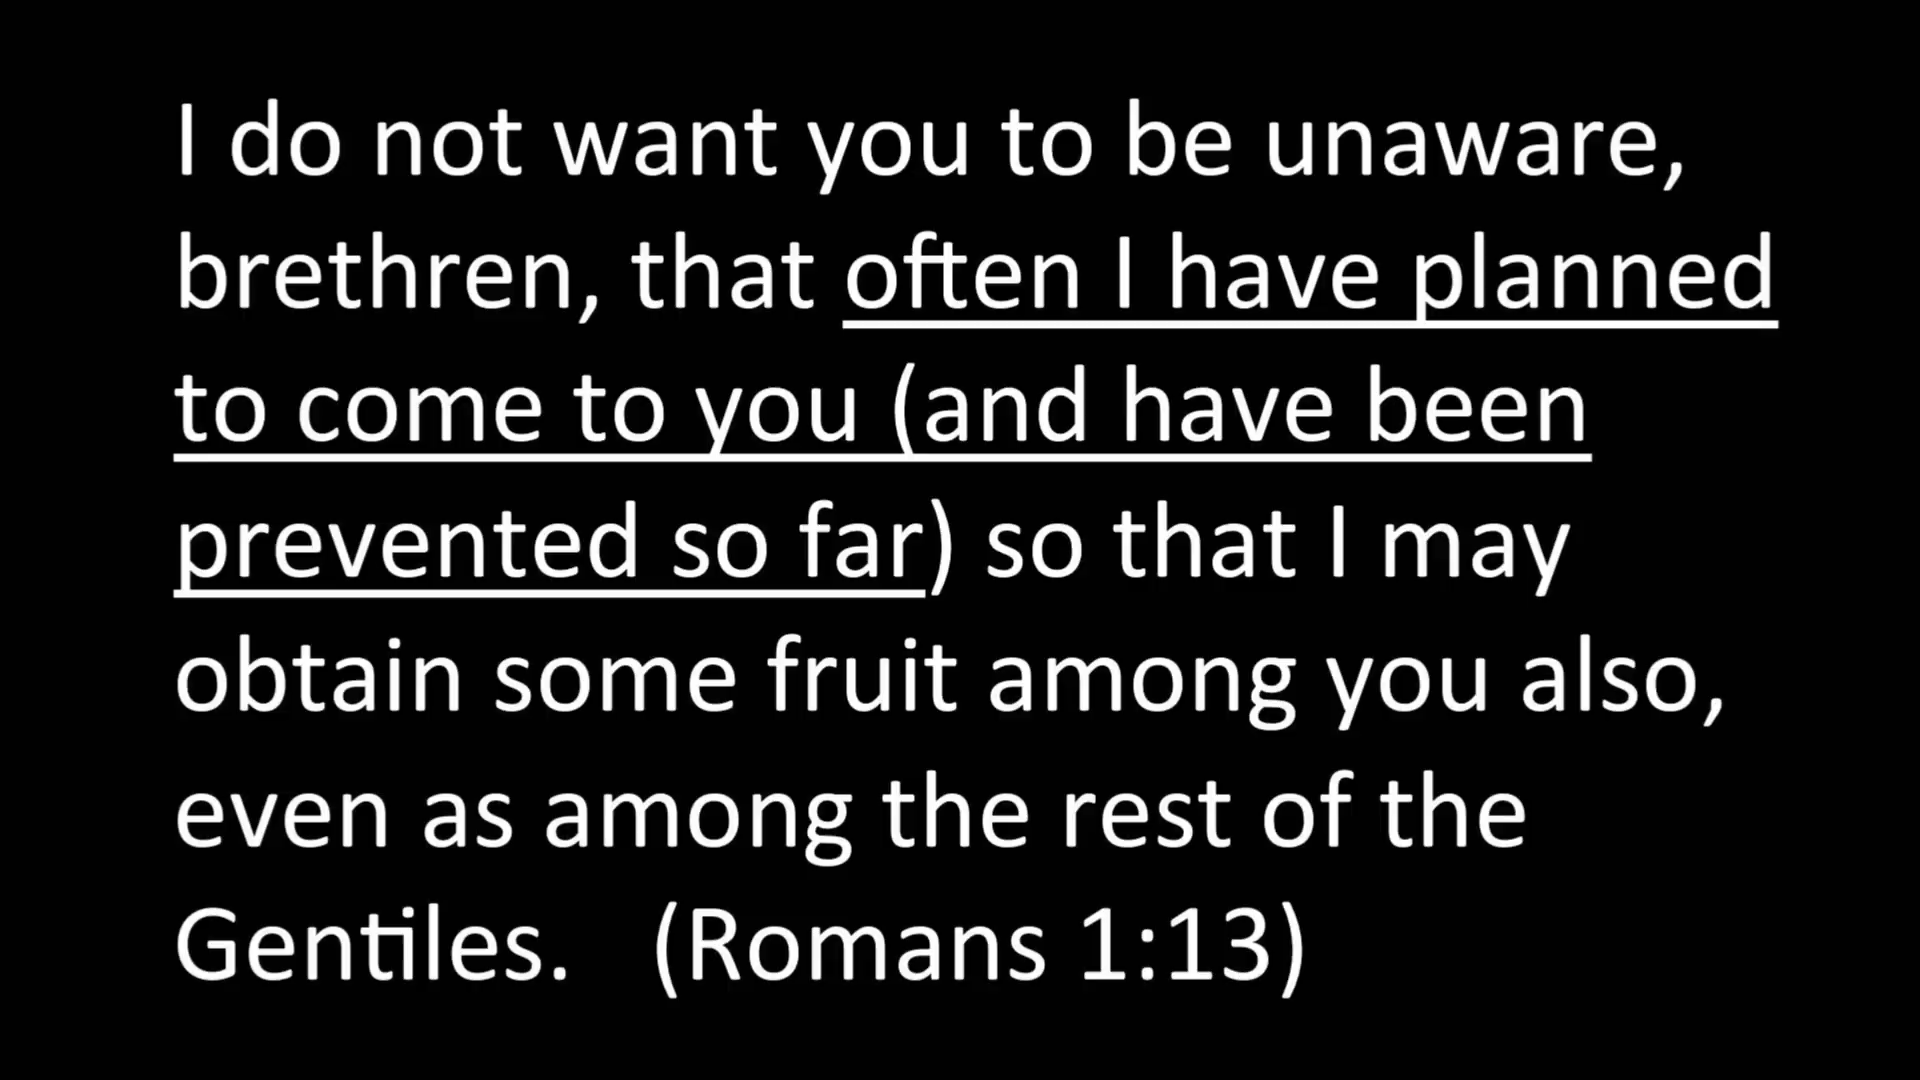 I do not want you to be unaware,
brethren, that often I have planned
to come to you (and have been
prevented so far) so that I may
obtain some fruit among you also,
even as among the rest of the
Gentiles. (Romans 1:13)